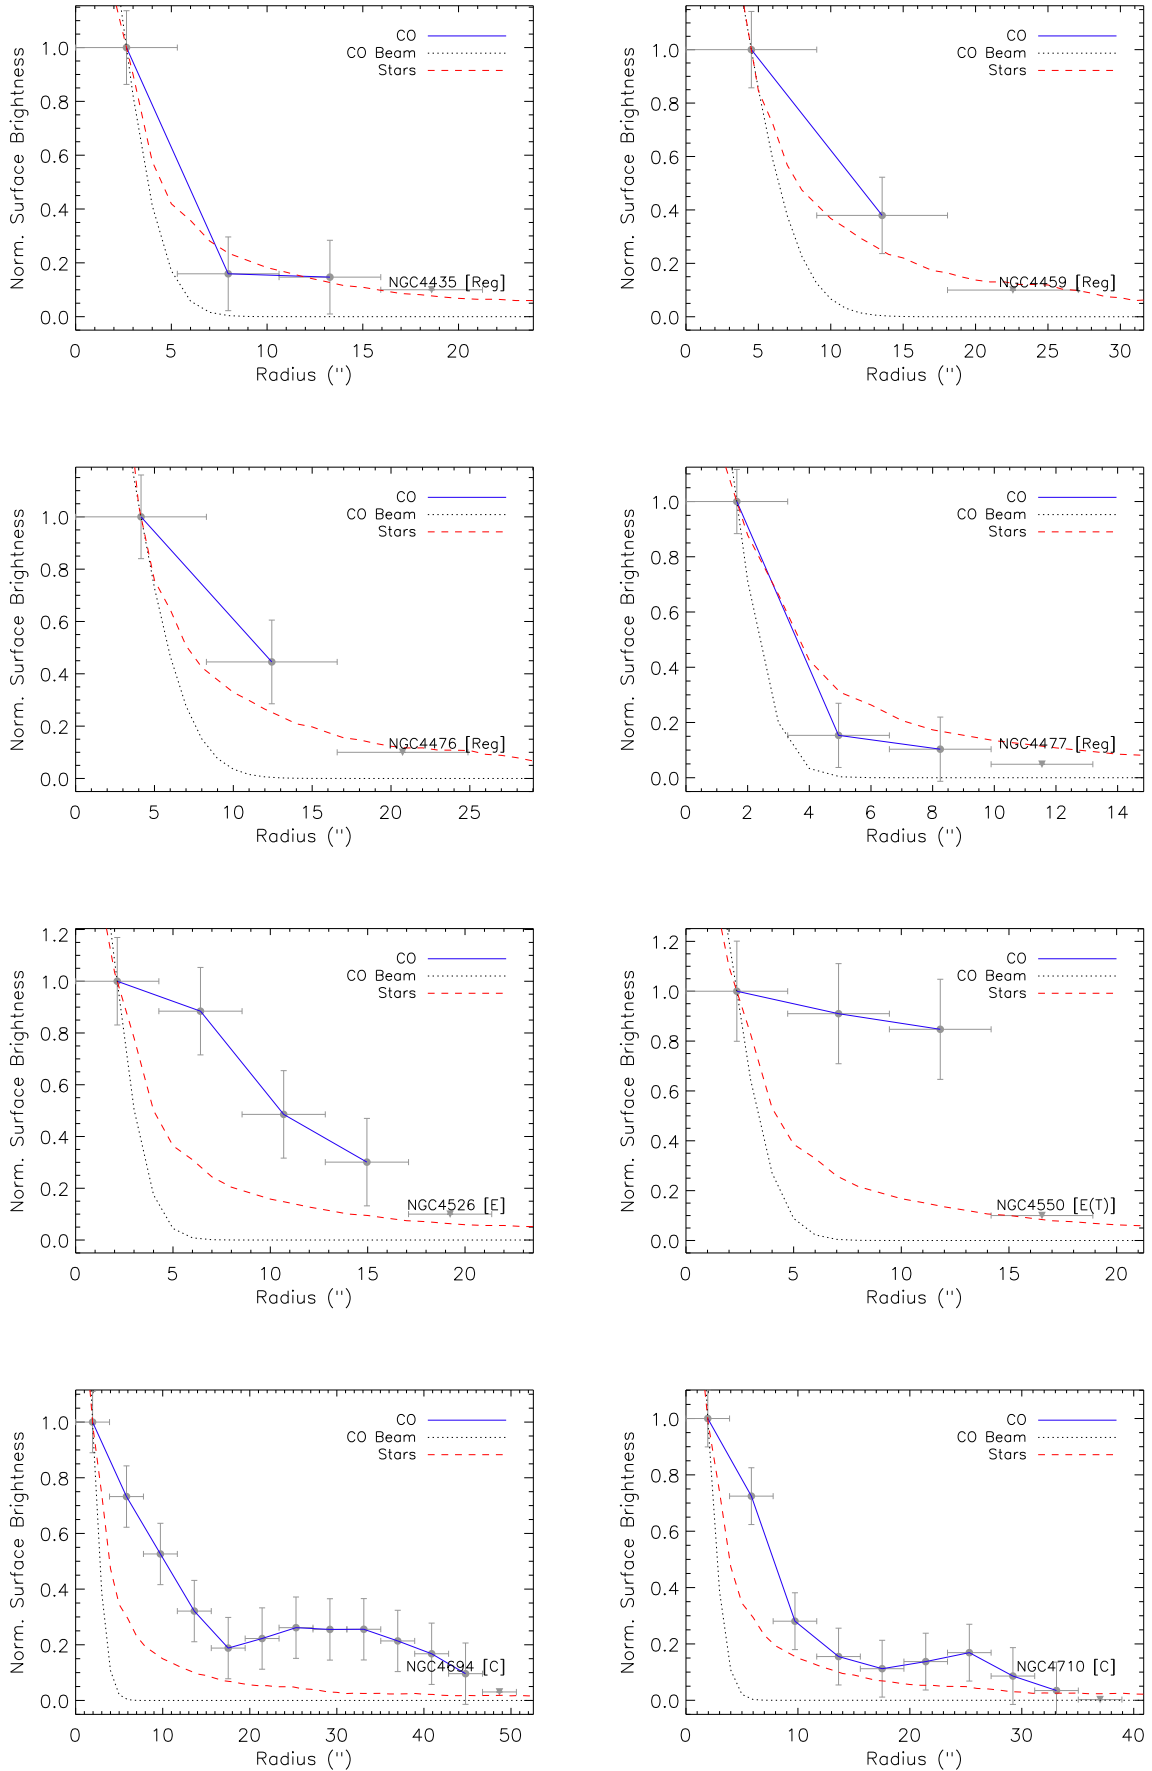 CO
CO Beam
Stars
1.0
0.8
0.6
0.4
0.2
0.0
Norm. Surface Brightness
NGC4435 [Reg]
0 5 10 15 20
Radius (")
CO
CO Beam
Stars
1.0
0.8
0.6
0.4
0.2
0.0
Norm. Surface Brightness
NGC4459 [Reg]
0 5 10 15 20 25 30
Radius (")
CO
CO Beam
Stars
1.0
0.8
0.6
0.4
0.2
0.0
Norm. Surface Brightness
NGC4476 [Reg]
0 5 10 15 20 25
Radius (")
CO
CO Beam
Stars
1.0
0.8
0.6
0.4
0.2
0.0
Norm. Surface Brightness
NGC4477 [Reg]
0 2 4 6 8 10 12 14
Radius (")
CO
CO Beam
Stars
1.2
1.0
0.8
0.6
0.4
0.2
0.0
Norm. Surface Brightness
NGC4526 [E]
0 5 10 15 20
Radius (")
CO
CO Beam
Stars
1.2
1.0
0.8
0.6
0.4
0.2
0.0
Norm. Surface Brightness
NGC4550 [E(T)]
0 5 10 15 20
Radius (")
CO
CO Beam
Stars
1.0
0.8
0.6
0.4
0.2
0.0
Norm. Surface Brightness
NGC4694 [C]
0 10 20 30 40 50
Radius (")
CO
CO Beam
Stars
1.0
0.8
0.6
0.4
0.2
0.0
Norm. Surface Brightness
NGC4710 [C]
0 10 20 30 40
Radius (")